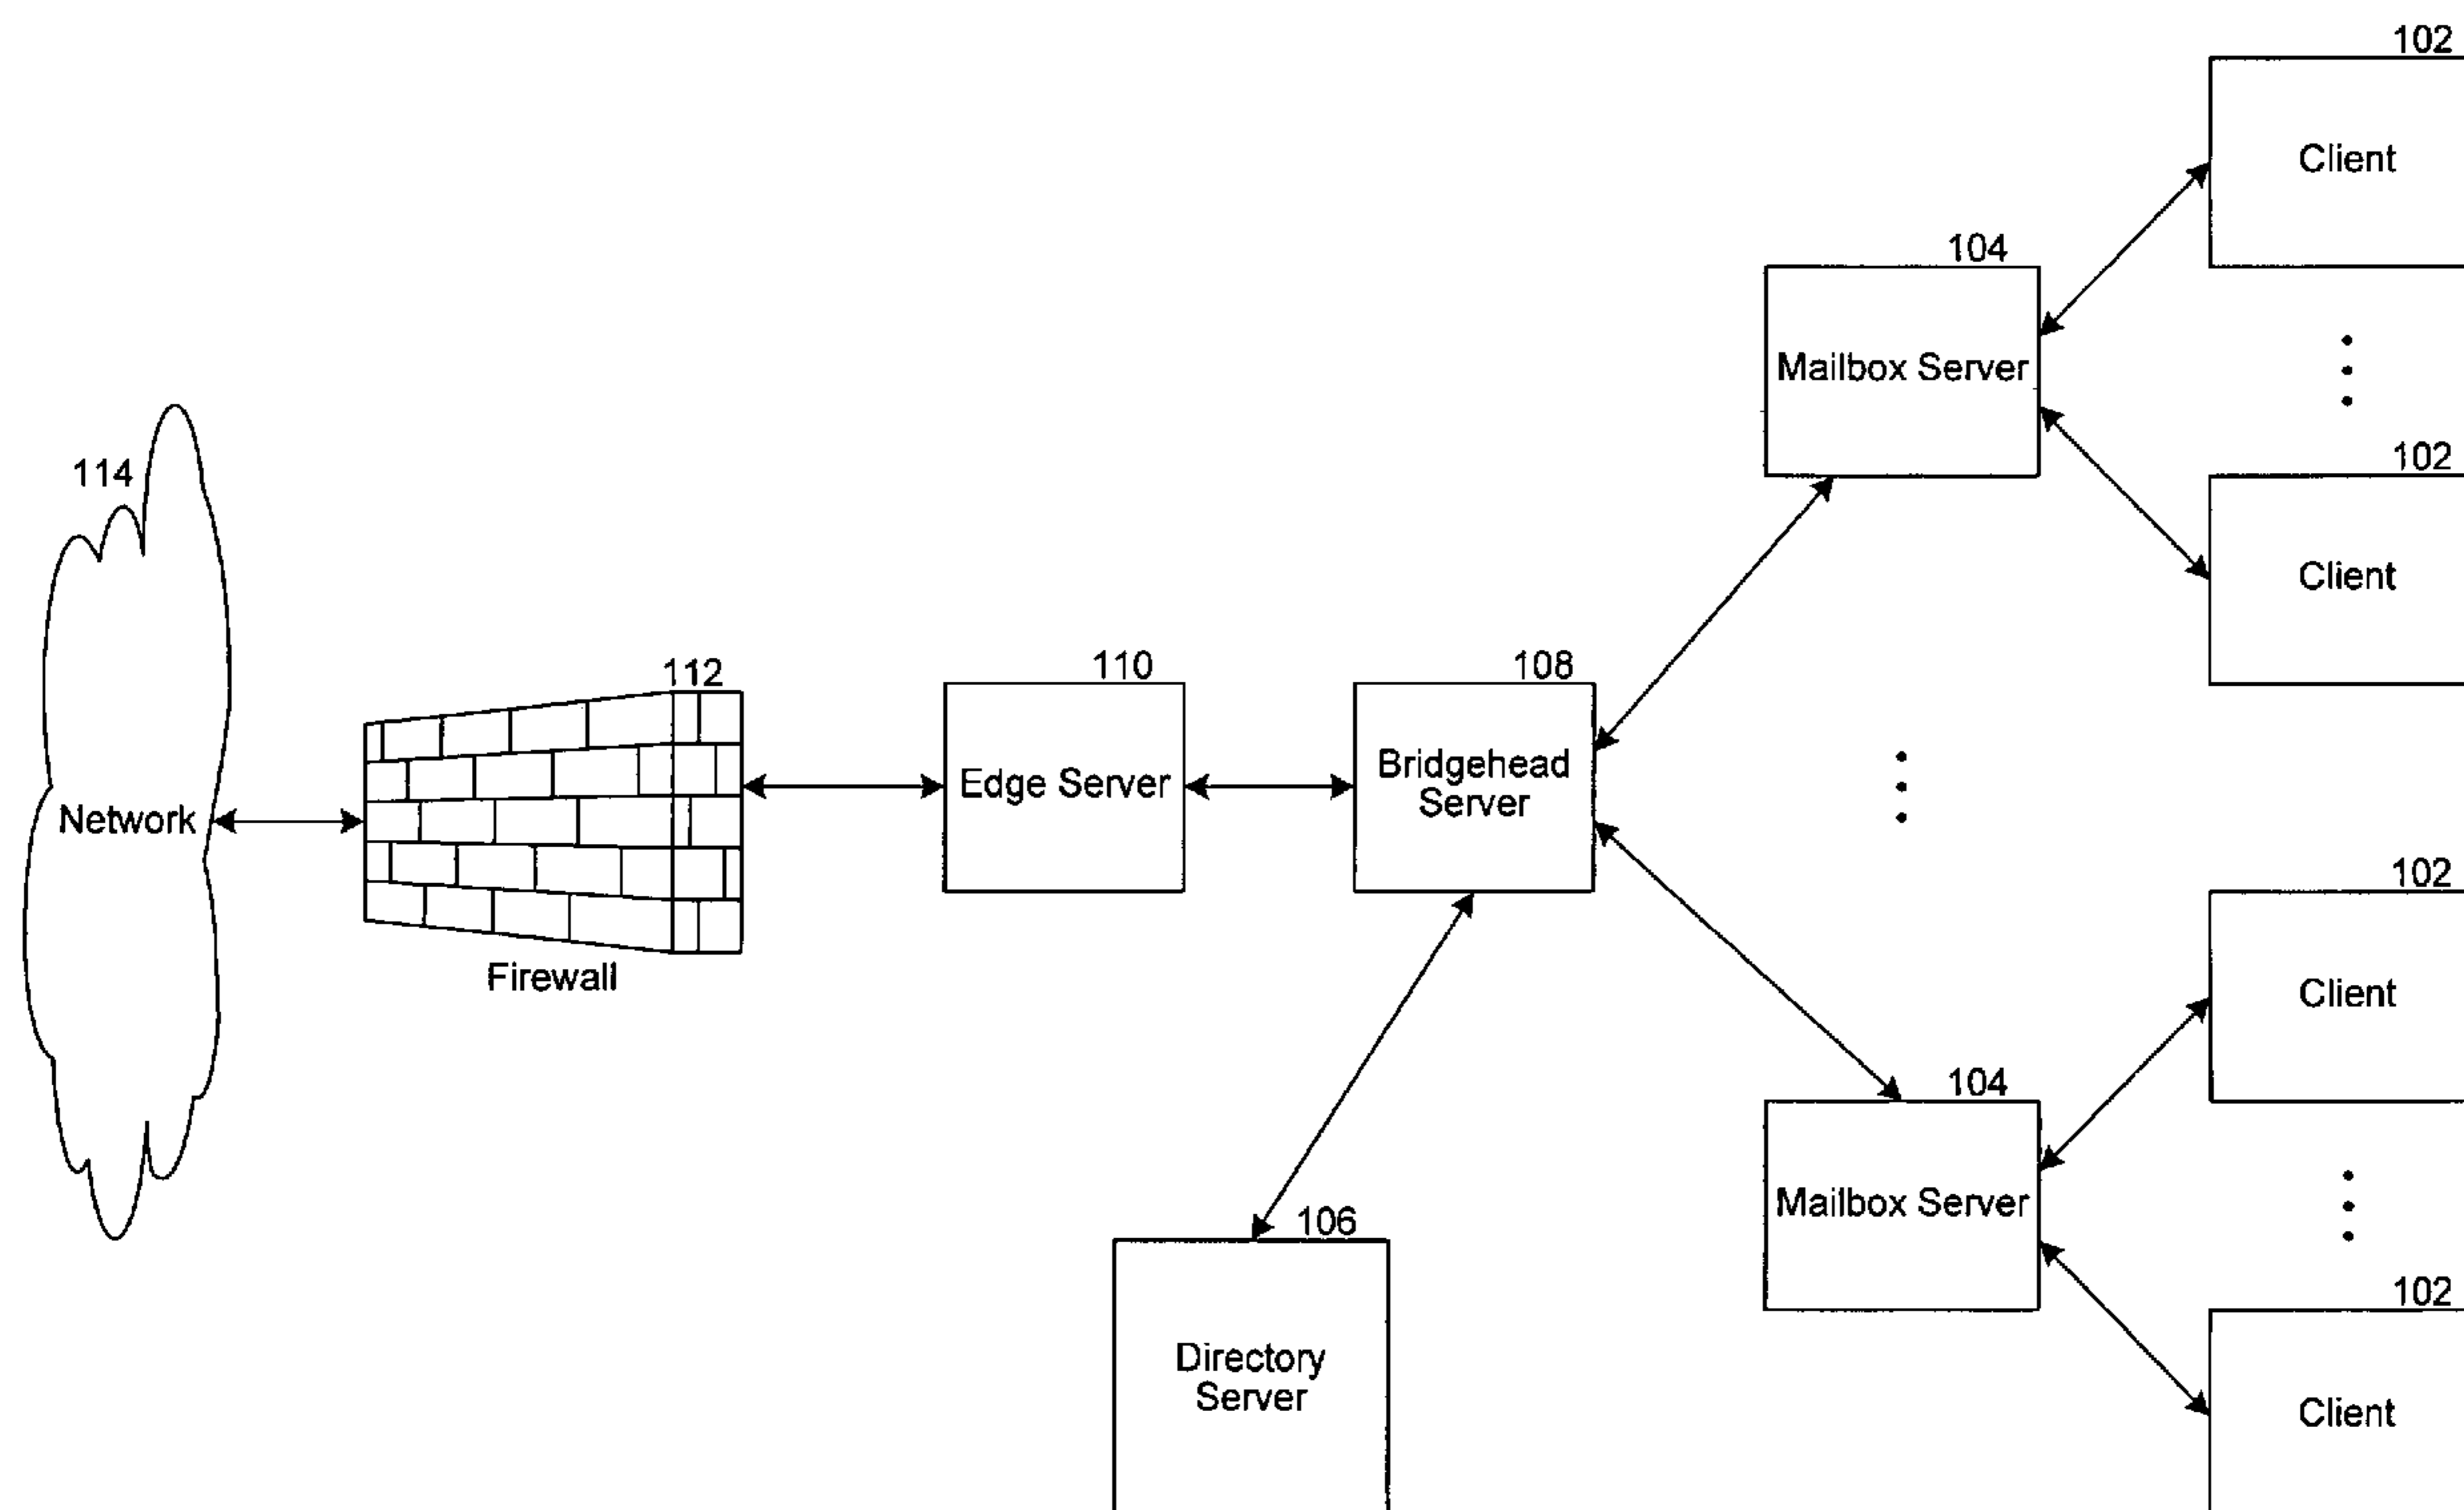 102
Client
104
Mailbox Server
102
Client
114
Network
112
Firewall
110
Edge Server
108
Bridgehead
Server
102
Client
104
Mailbox Server
106
Directory
Server
102
Client